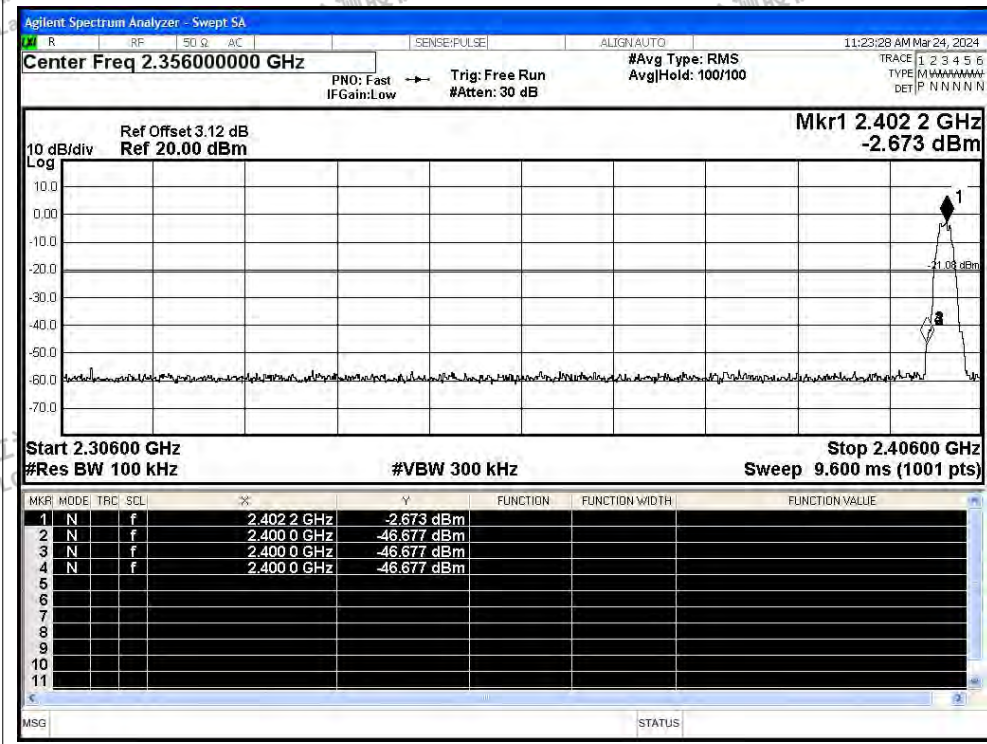 Agilent Spectrum Analyzer - Swept SA
R RF 50 Ω AC SENSE:PULSE ALIGN AUTO 11:23:28 AM Mar 24, 2024
Center Freq 2.356000000 GHz #Avg Type: RMS TRACE 1 2 3 4 5 6
PNO: Fast Trig: Free Run Avg|Hold: 100/100 TYPE M W W W W W
IFGain:Low #Atten: 30 dB DET P N N N N N
Mkr1 2.402 2 GHz
-2.673 dBm
Ref Offset 3.12 dB
10 dB/div Ref 20.00 dBm
Log
10.0
0.00
-10.0
-20.0
-30.0
-40.0
-50.0
-60.0
-70.0
1
-21.08 dBm
Start 2.30600 GHz Stop 2.40600 GHz
#Res BW 100 kHz #VBW 300 kHz Sweep 9.600 ms (1001 pts)
MKR MODE TRC SCL X Y FUNCTION FUNCTION WIDTH FUNCTION VALUE
1 N f 2.402 2 GHz -2.673 dBm
2 N f 2.400 0 GHz -46.677 dBm
3 N f 2.400 0 GHz -46.677 dBm
4 N f 2.400 0 GHz -46.677 dBm
5
6
7
8
9
10
11
MSG STATUS